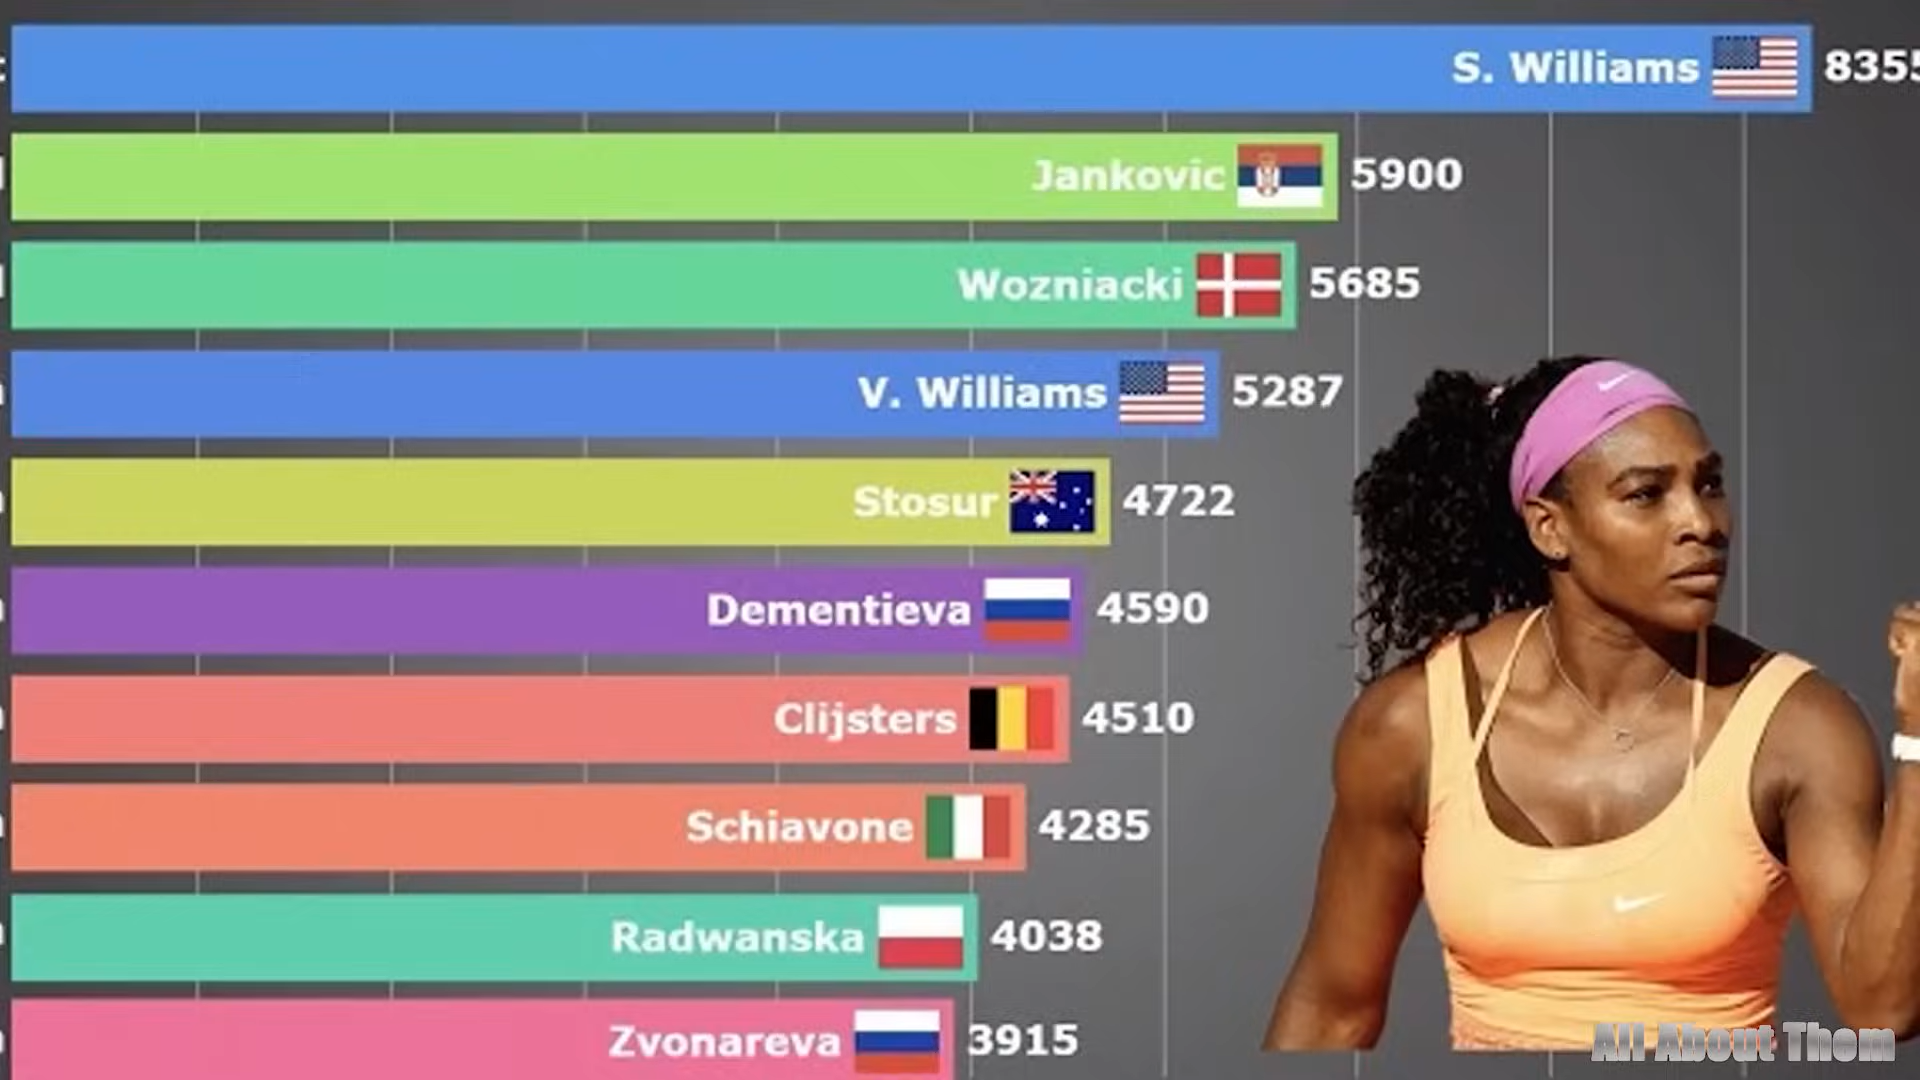 S. Williams 8355
Jankovic 5900
Wozniacki 5685
V. Williams 5287
Stosur 4722
Dementieva 4590
Clijsters 4510
Schiavone 4285
Radwanska 4038
Zvonareva 3915
All About Them